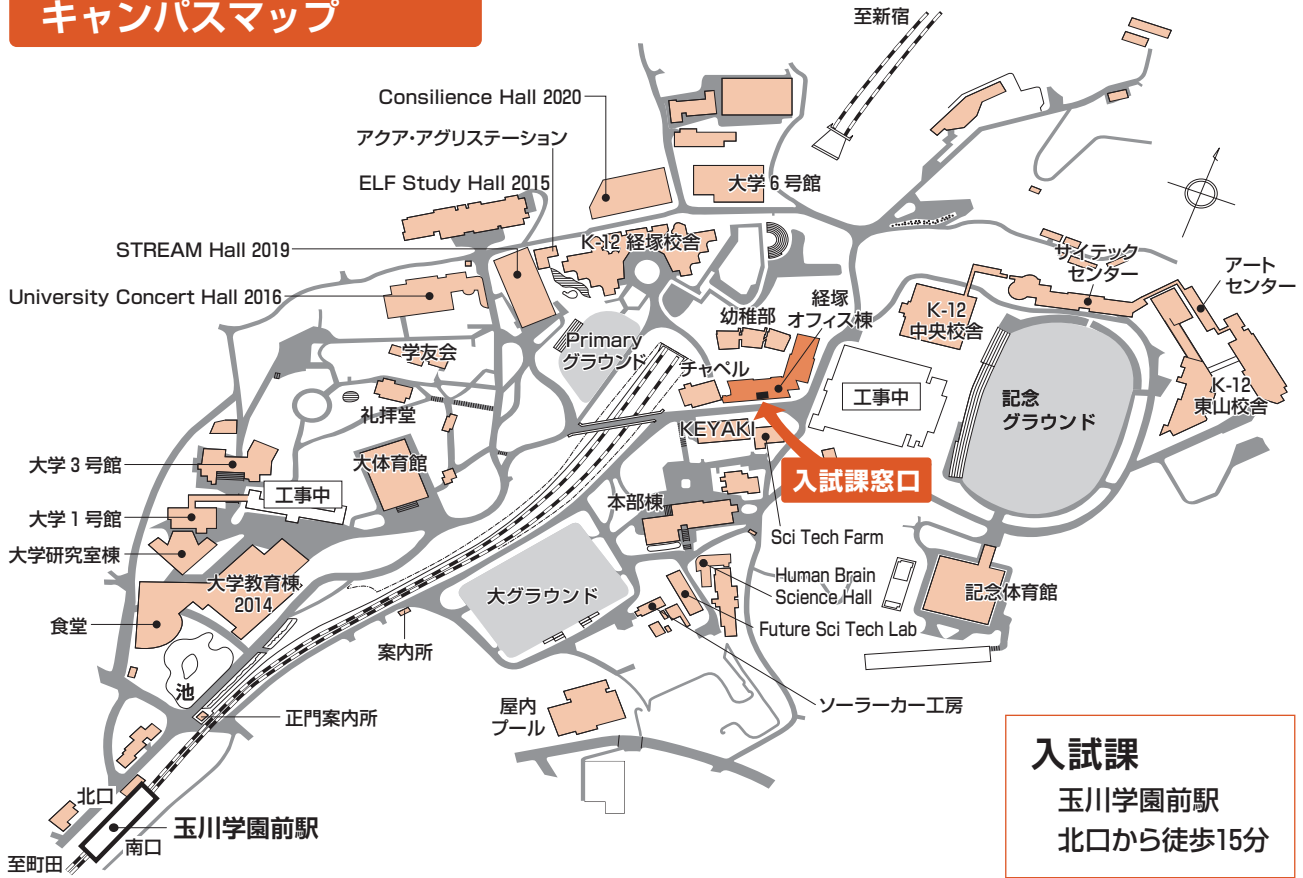 キャンパスマップ
至新宿
Consilience Hall 2020
アクア・アグリステーション
ELF Study Hall 2015
大学6号館
STREAM Hall 2019
K-12 経塚校舎
University Concert Hall 2016
サイテック
センター
アート
センター
経塚
オフィス棟
幼稚部
K-12
中央校舎
Primary
グラウンド
学友会
チャペル
K-12
東山校舎
工事中
記念
グラウンド
礼拝堂
KEYAKI
大学3号館
大体育館
入試課窓口
工事中
本部棟
大学1号館
Sci Tech Farm
大学研究室棟
Human Brain
Science Hall
大学教育棟
2014
大グラウンド
記念体育館
食堂
Future Sci Tech Lab
案内所
池
ソーラーカー工房
正門案内所
屋内
プール
入試課
玉川学園前駅
北口から徒歩15分
北口
玉川学園前駅
南口
至町田